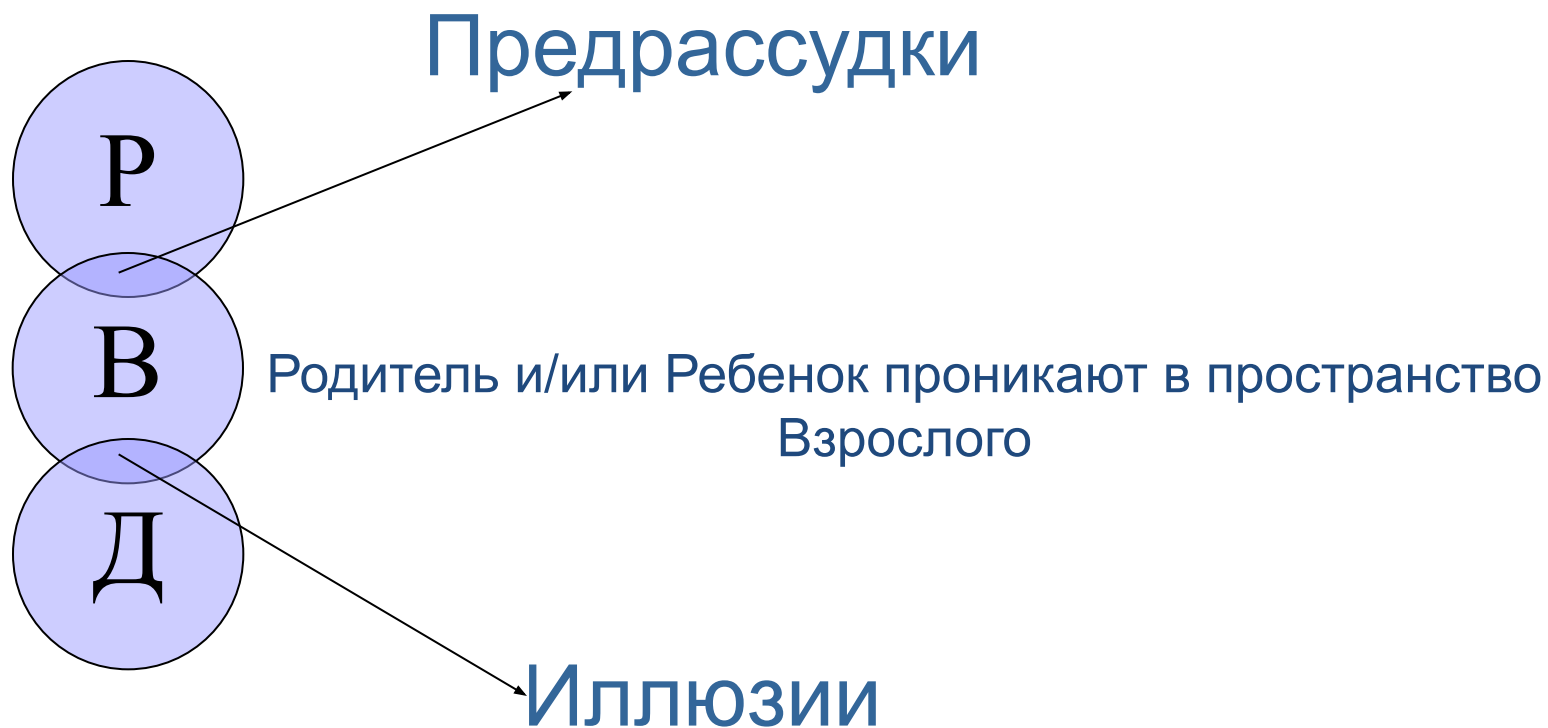 Предрассудки
Р
В
Родитель и/или Ребенок проникают в пространство
Взрослого
Д
Иллюзии